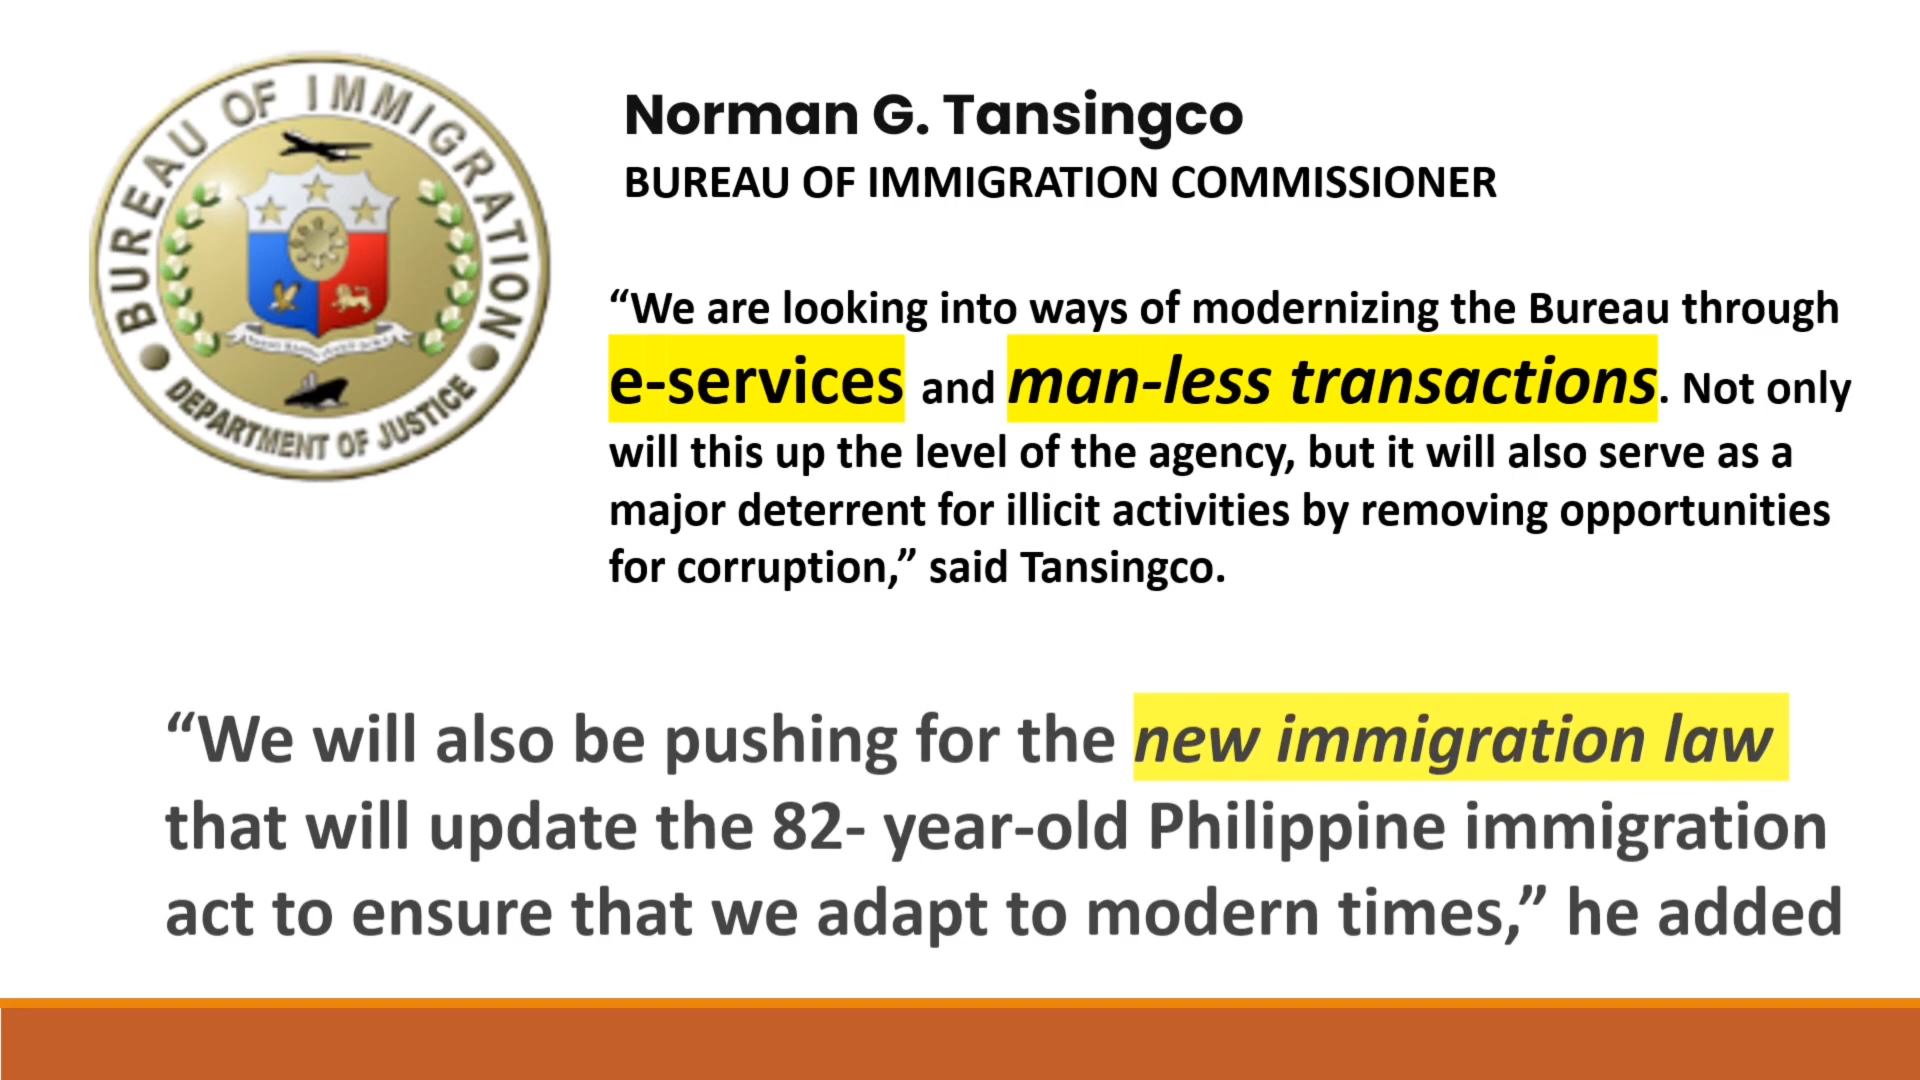 BUREAU OF IMMIGRATION
DEPARTMENT OF JUSTICE
Norman G. Tansingco
BUREAU OF IMMIGRATION COMMISSIONER
“We are looking into ways of modernizing the Bureau through
e-services and man-less transactions. Not only
will this up the level of the agency, but it will also serve as a
major deterrent for illicit activities by removing opportunities
for corruption,” said Tansingco.
“We will also be pushing for the new immigration law
that will update the 82- year-old Philippine immigration
act to ensure that we adapt to modern times,” he added